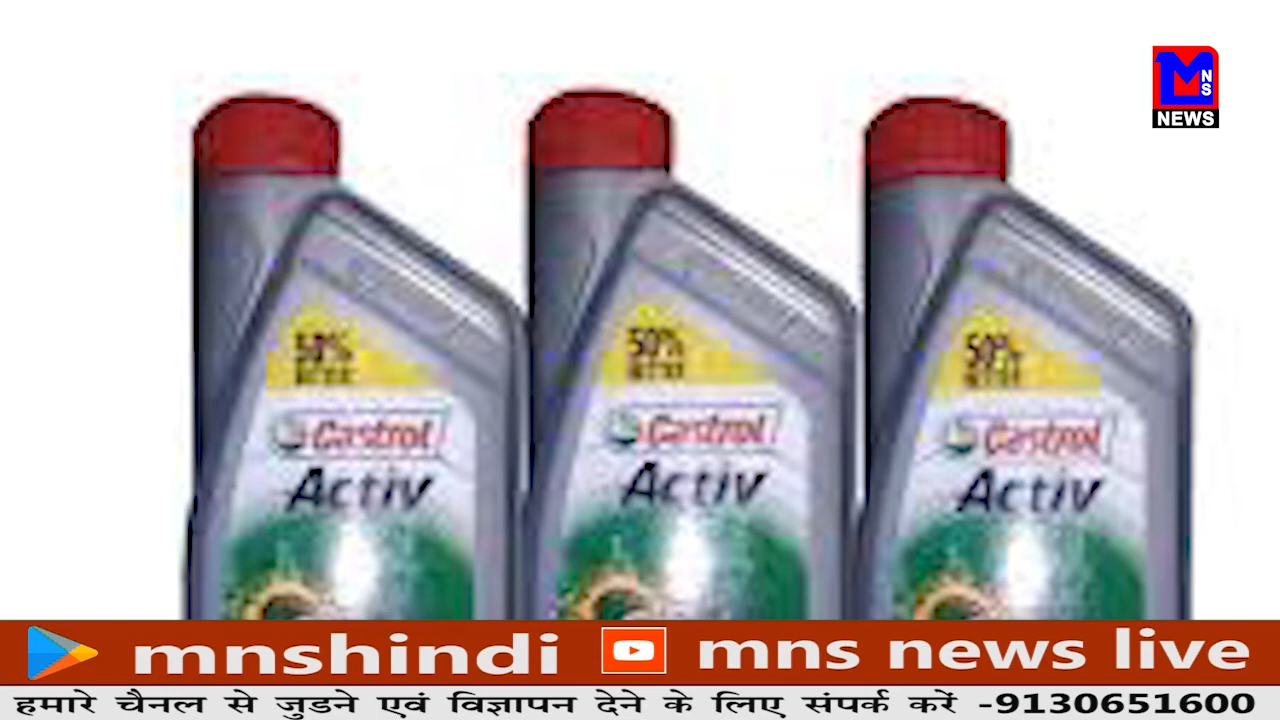 M
NS
NEWS
50%
Castrol
Activ
50%
Castrol
Activ
50%
Castrol
Activ
mnshindi
mns news live
हमारे चैनल से जुडने एवं विज्ञापन देने के लिए संपर्क करें -9130651600